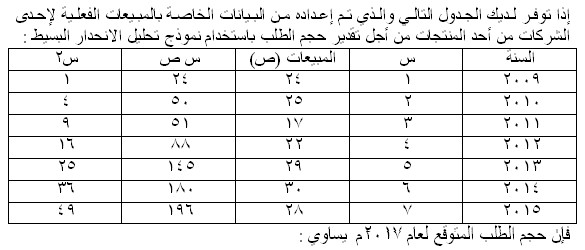 إذا توفر لديك الجدول التالي والذي تم إعداده من البيانات الخاصة بالمبيعات الفعلية لإحدى
الشركات من أحد المنتجات من أجل تقدير حجم الطلب باستخدام نموذج تحليل الانحدار البسيط :
السنة س المبيعات (ص) س ص س٢
٢٠٠٩ ١ ٢٤ ٢٤ ١
٢٠١٠ ٢ ٢٥ ٥٠ ٤
٢٠١١ ٣ ١٧ ٥١ ٩
٢٠١٢ ٤ ٢٢ ٨٨ ١٦
٢٠١٣ ٥ ٢٩ ١٤٥ ٢٥
٢٠١٤ ٦ ٣٠ ١٨٠ ٣٦
٢٠١٥ ٧ ٢٨ ١٩٦ ٤٩
فإن حجم الطلب المتوقع لعام ٢٠١٧ م يساوي :